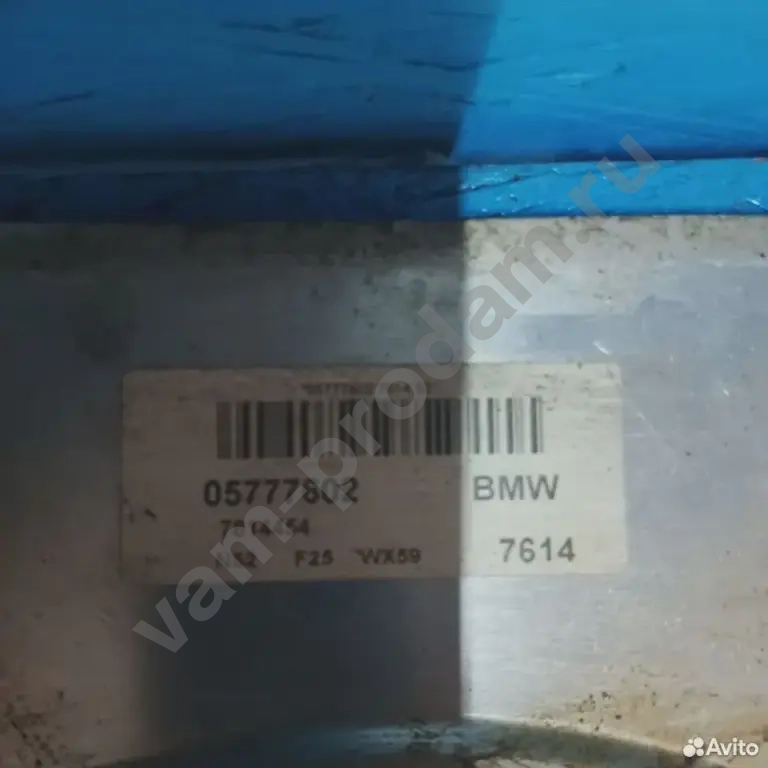 05777802 BMW
F25 WX59 7614
vam-prodam.ru
Avito